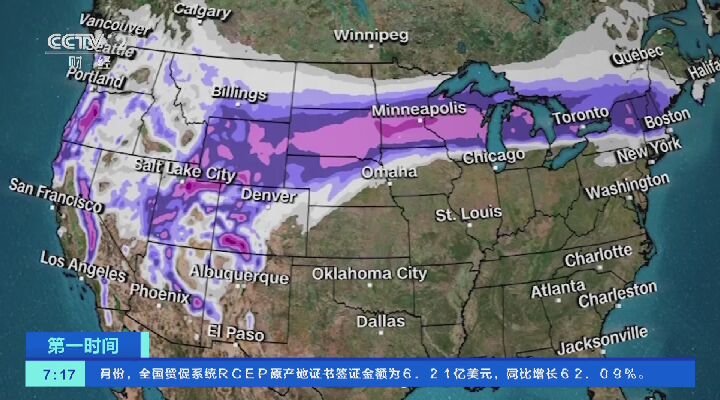 CCTV
财经
Calgary
Vancouver
Seattle
Portland
Winnipeg
Québec
Halifa
Billings
Minneapolis
Toronto
Boston
New York
Salt Lake City
Chicago
Omaha
Denver
Washington
San Francisco
St. Louis
Los Angeles
Albuquerque
Oklahoma City
Charlotte
Phoenix
Atlanta
Charleston
El Paso
Dallas
Jacksonville
第一时间
7:17
月份，全国贸促系统RCEP原产地证书签证金额为6．21亿美元，同比增长62．09%。